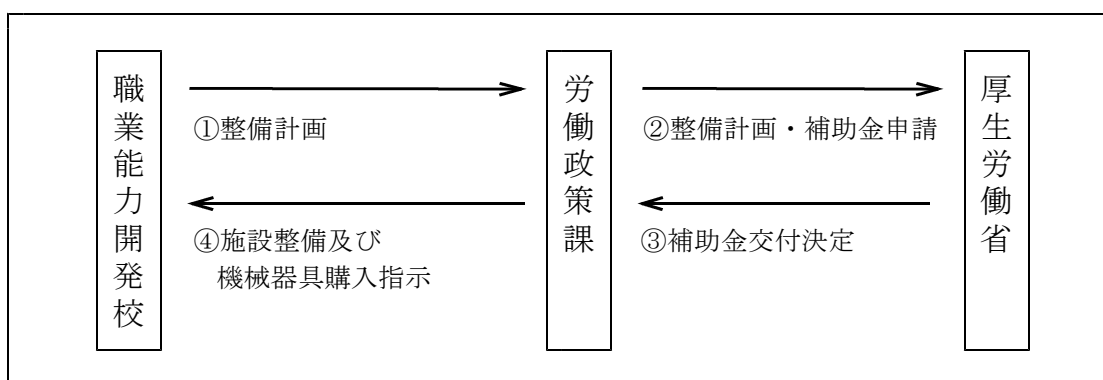 職業能力開発校
①整備計画
④施設整備及び
機械器具購入指示
労働政策課
②整備計画・補助金申請
③補助金交付決定
厚生労働省